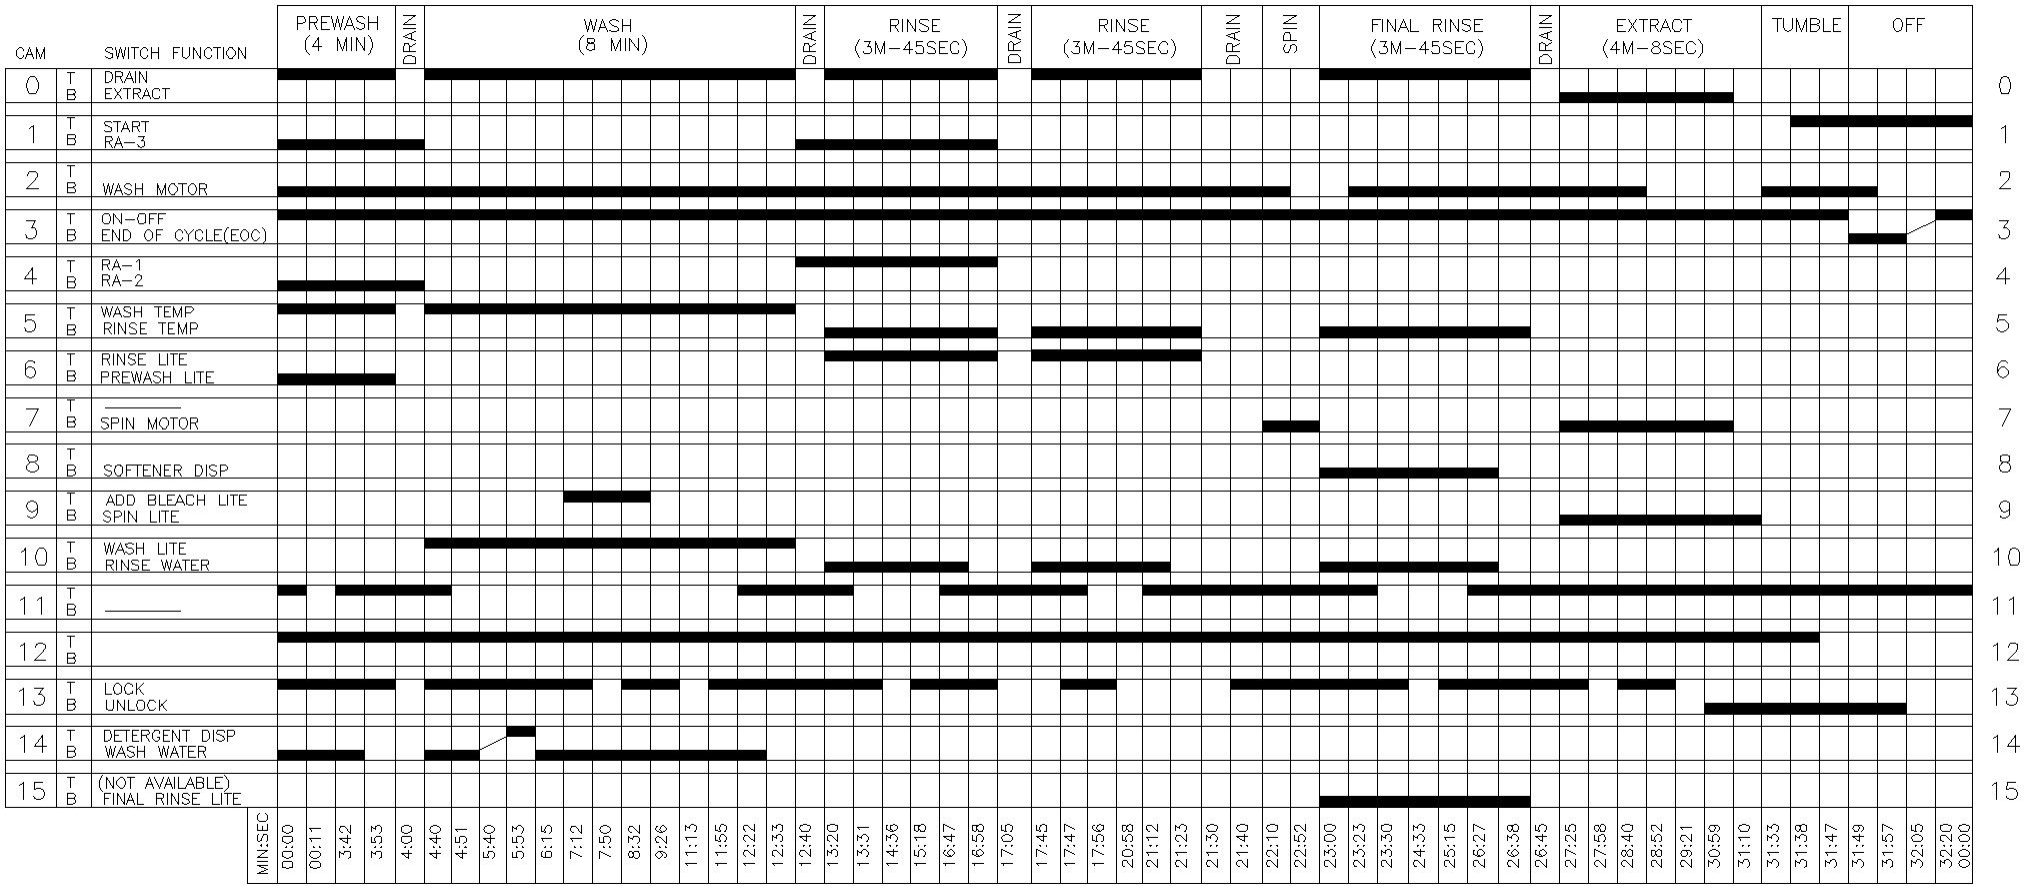 PREWASH
(4 MIN)
DRAIN
WASH
(8 MIN)
DRAIN
RINSE
(3M-45SEC)
DRAIN
RINSE
(3M-45SEC)
DRAIN
SPIN
FINAL RINSE
(3M-45SEC)
DRAIN
EXTRACT
(4M-8SEC)
TUMBLE
OFF
CAM SWITCH FUNCTION
0 T DRAIN 0
B EXTRACT
1 T START 1
B RA-3
2 T 2
B WASH MOTOR
3 T ON-OFF 3
B END OF CYCLE(EOC)
4 T RA-1 4
B RA-2
5 T WASH TEMP 5
B RINSE TEMP
6 T RINSE LITE 6
B PREWASH LITE
7 T 7
B SPIN MOTOR
8 T 8
B SOFTENER DISP
9 T ADD BLEACH LITE 9
B SPIN LITE
10 T WASH LITE 10
B RINSE WATER
11 T 11
B
12 T 12
B
13 T LOCK 13
B UNLOCK
14 T DETERGENT DISP 14
B WASH WATER
15 T (NOT AVAILABLE) 15
B FINAL RINSE LITE
MIN:SEC
00:00
00:11
3:42
3:53
4:00
4:40
4:51
5:40
5:53
6:15
7:12
7:50
8:32
9:26
11:13
11:55
12:22
12:33
12:40
13:20
13:31
14:36
15:18
16:47
16:58
17:05
17:45
17:47
17:56
20:58
21:12
21:23
21:30
21:40
22:10
22:52
23:00
23:23
23:30
24:33
25:15
26:27
26:38
26:45
27:25
27:58
28:40
28:52
29:21
30:59
31:10
31:33
31:38
31:47
31:49
31:57
32:05
32:20
00:00